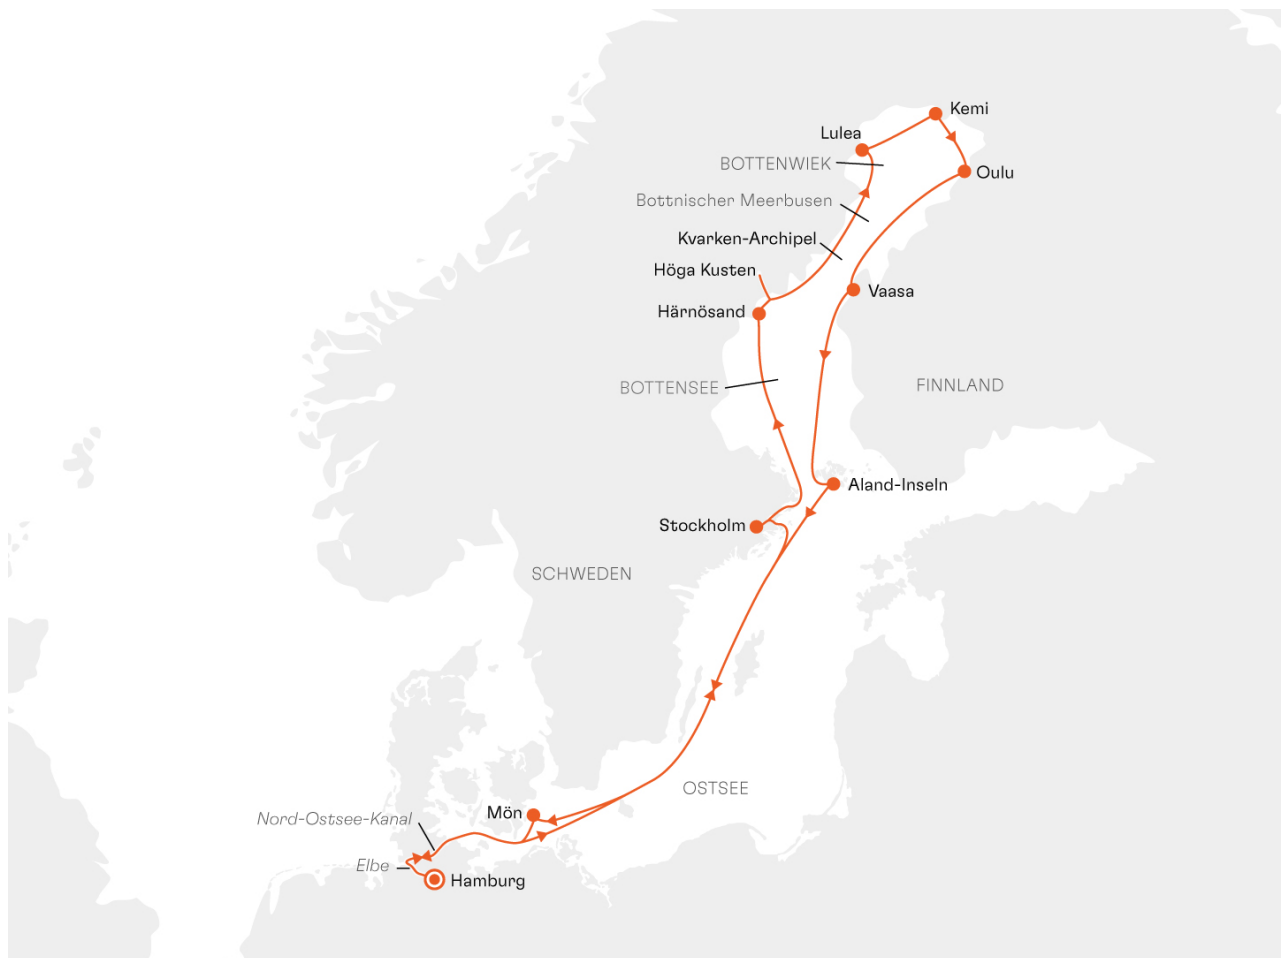 Kemi
Lulea
BOTTENWIEK
Oulu
Bottnischer Meerbusen
Kvarken-Archipel
Höga Kusten
Vaasa
Härnösand
BOTTENSEE
FINNLAND
Aland-Inseln
Stockholm
SCHWEDEN
OSTSEE
Mön
Nord-Ostsee-Kanal
Elbe
Hamburg